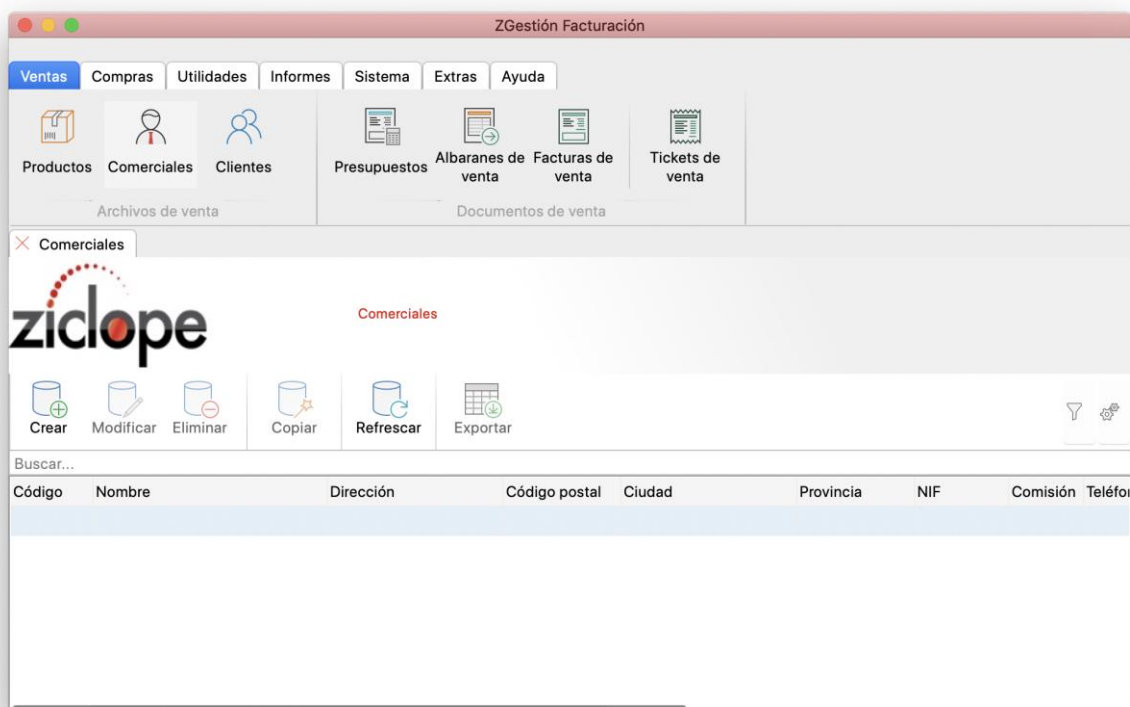 ZGestión Facturación
Ventas Compras Utilidades Informes Sistema Extras Ayuda
Productos Comerciales Clientes Presupuestos Albaranes de venta Facturas de venta Tickets de venta
Archivos de venta Documentos de venta
Comerciales
ziclope
Comerciales
Crear Modificar Eliminar Copiar Refrescar Exportar
Buscar...
Código Nombre Dirección Código postal Ciudad Provincia NIF Comisión Teléfo